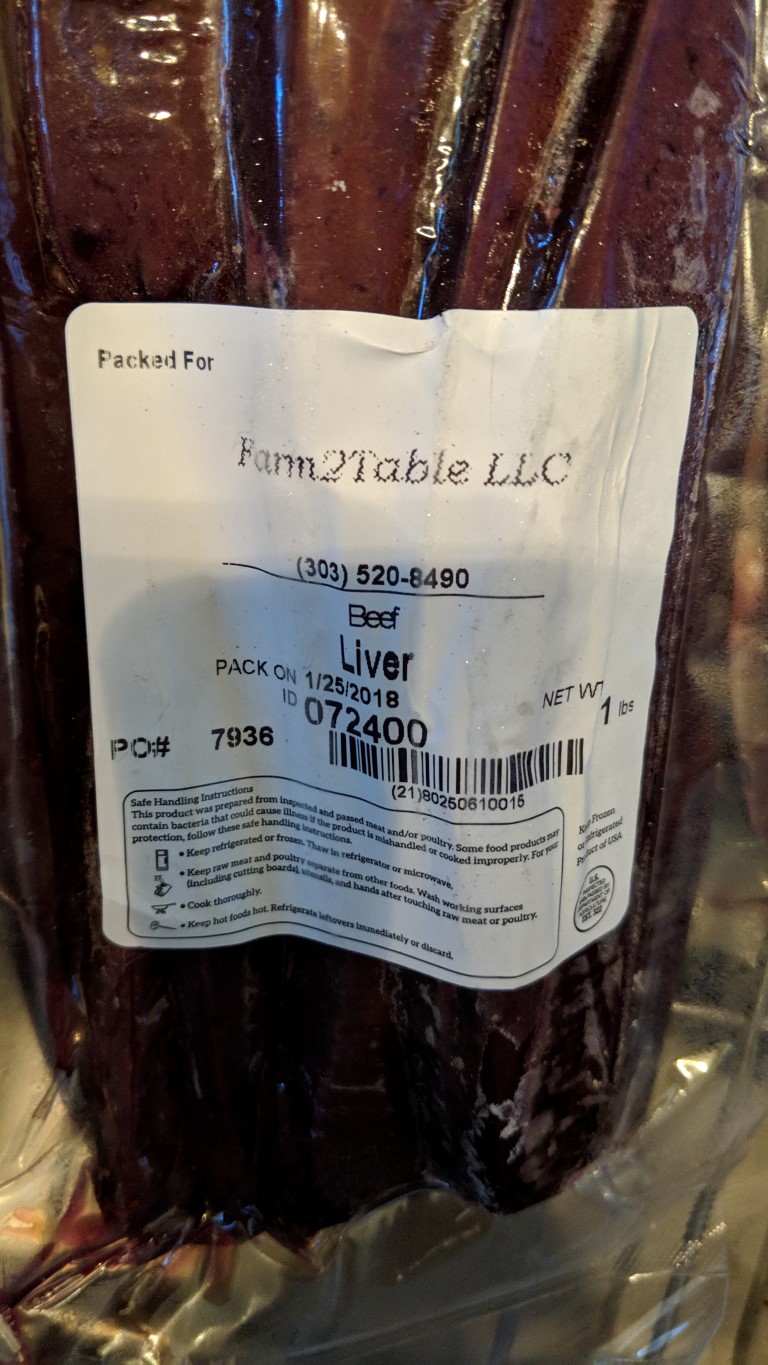 Packed For
Farm2Table LLC
(303) 520-8490
Beef
Liver
PACK ON 1/25/2018
NET WT
1 lbs
ID 072400
PO# 7936
(21)80250610015
Safe Handling Instructions
This product was prepared from inspected and passed meat and/or poultry. Some food products may
contain bacteria that could cause illness if the product is mishandled or cooked improperly. For your
protection, follow these safe handling instructions.
• Keep refrigerated or frozen. Thaw in refrigerator or microwave.
• Keep raw meat and poultry separate from other foods. Wash working surfaces
(including cutting boards), utensils, and hands after touching raw meat or poultry.
• Cook thoroughly.
• Keep hot foods hot. Refrigerate leftovers immediately or discard.
Keep Frozen
or Refrigerated
Product of USA
U.S.
INSPECTED